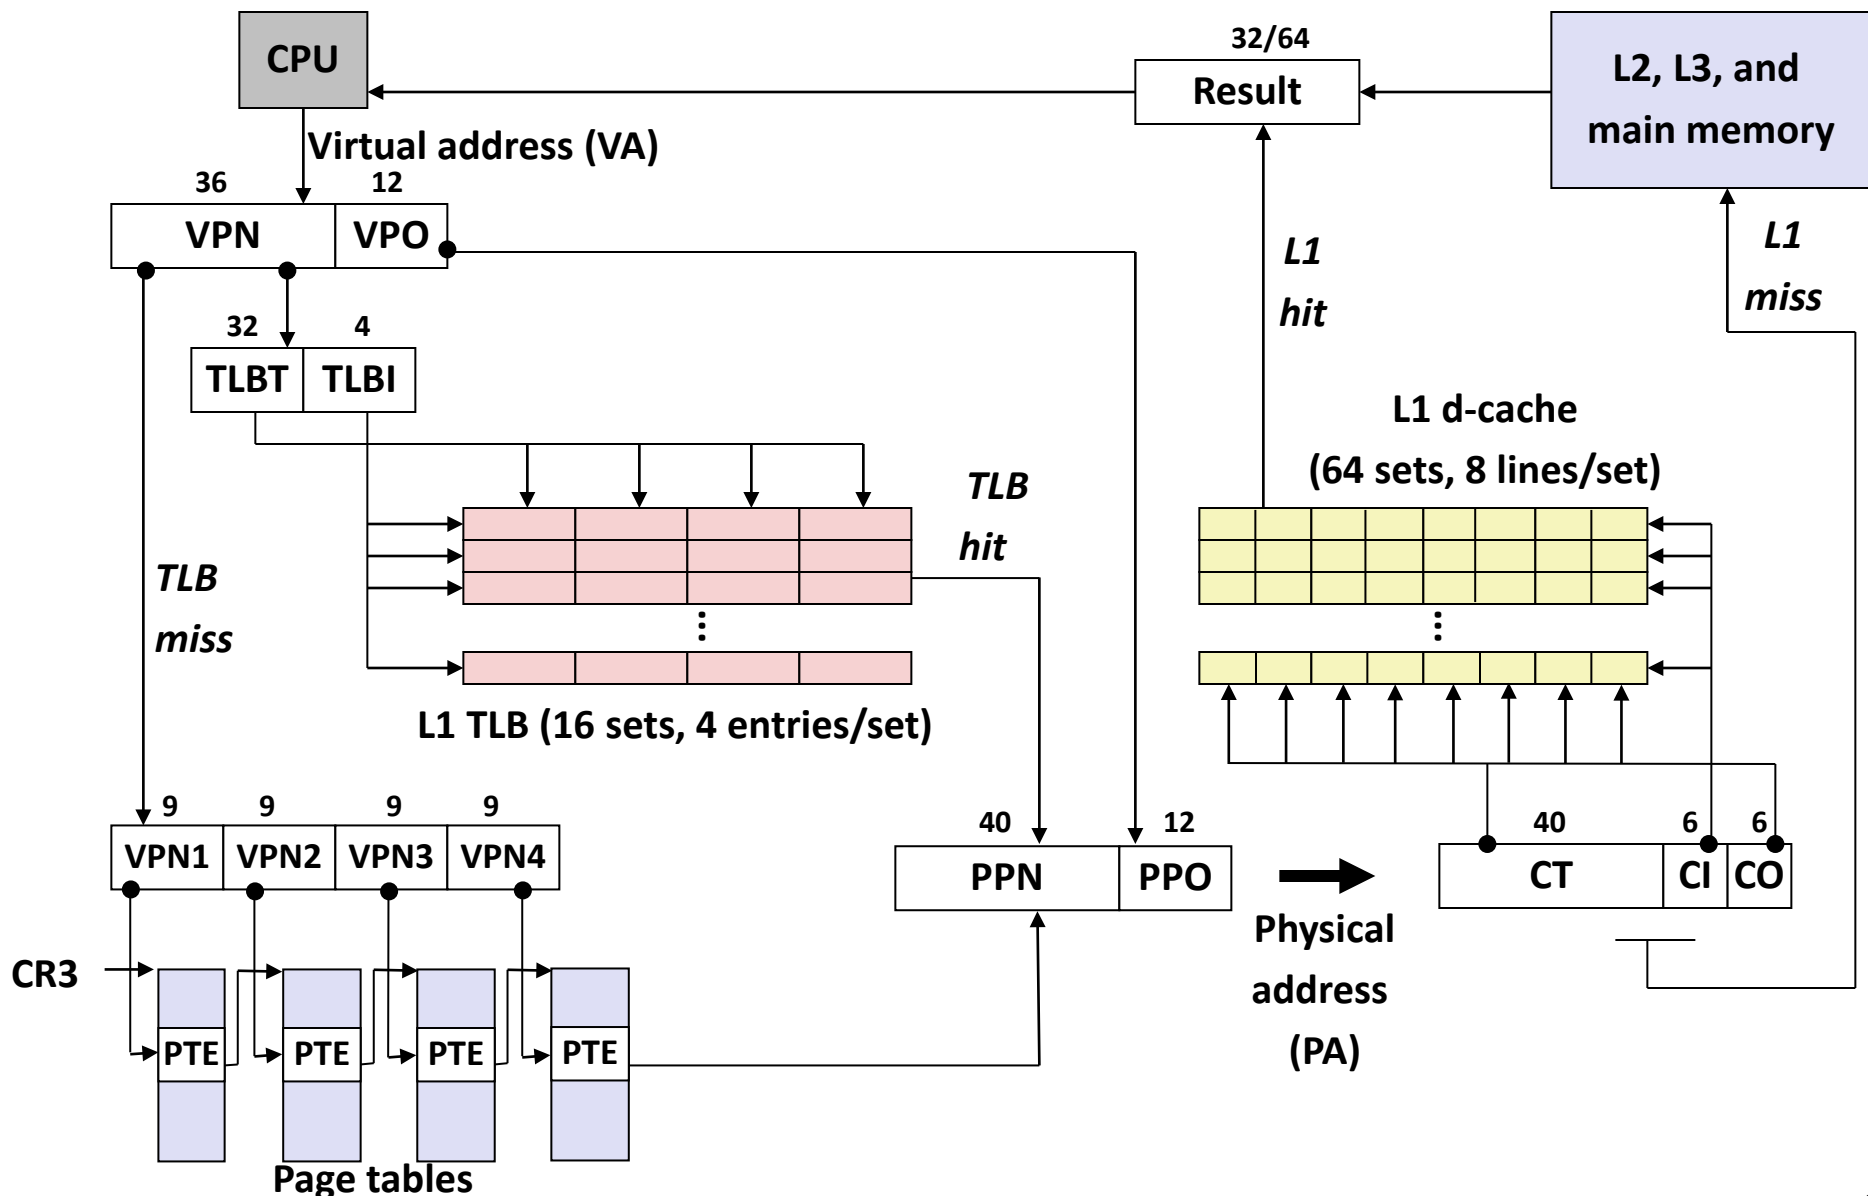 CPU
32/64
Result
L2, L3, and
main memory
Virtual address (VA)
36
12
VPN
VPO
L1
hit
L1
miss
32
4
TLBT
TLBI
L1 d-cache
(64 sets, 8 lines/set)
TLB
hit
TLB
miss
...
...
L1 TLB (16 sets, 4 entries/set)
9
9
9
9
VPN1
VPN2
VPN3
VPN4
40
12
PPN
PPO
40
6
6
CT
CI
CO
Physical
address
(PA)
CR3
PTE
PTE
PTE
PTE
Page tables